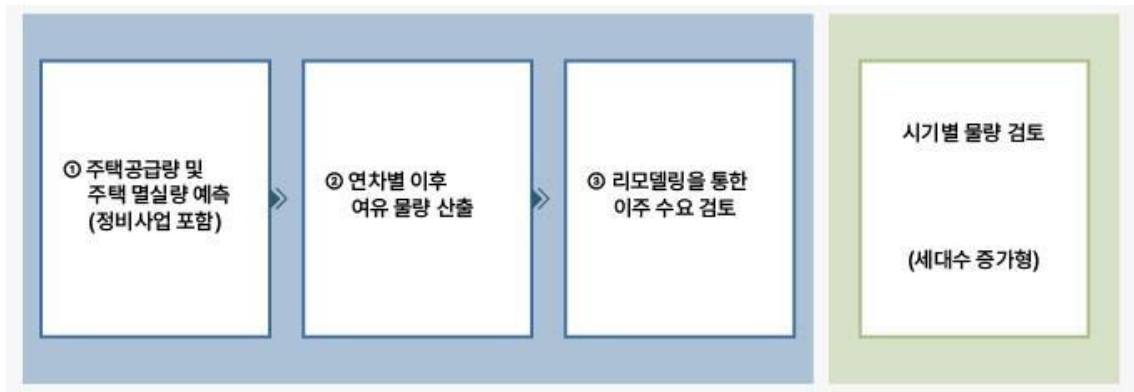 ① 주택공급량 및
주택 멸실량 예측
(정비사업 포함)
② 연차별 이후
여유 물량 산출
③ 리모델링을 통한
이주 수요 검토
시기별 물량 검토
(세대수 증가형)